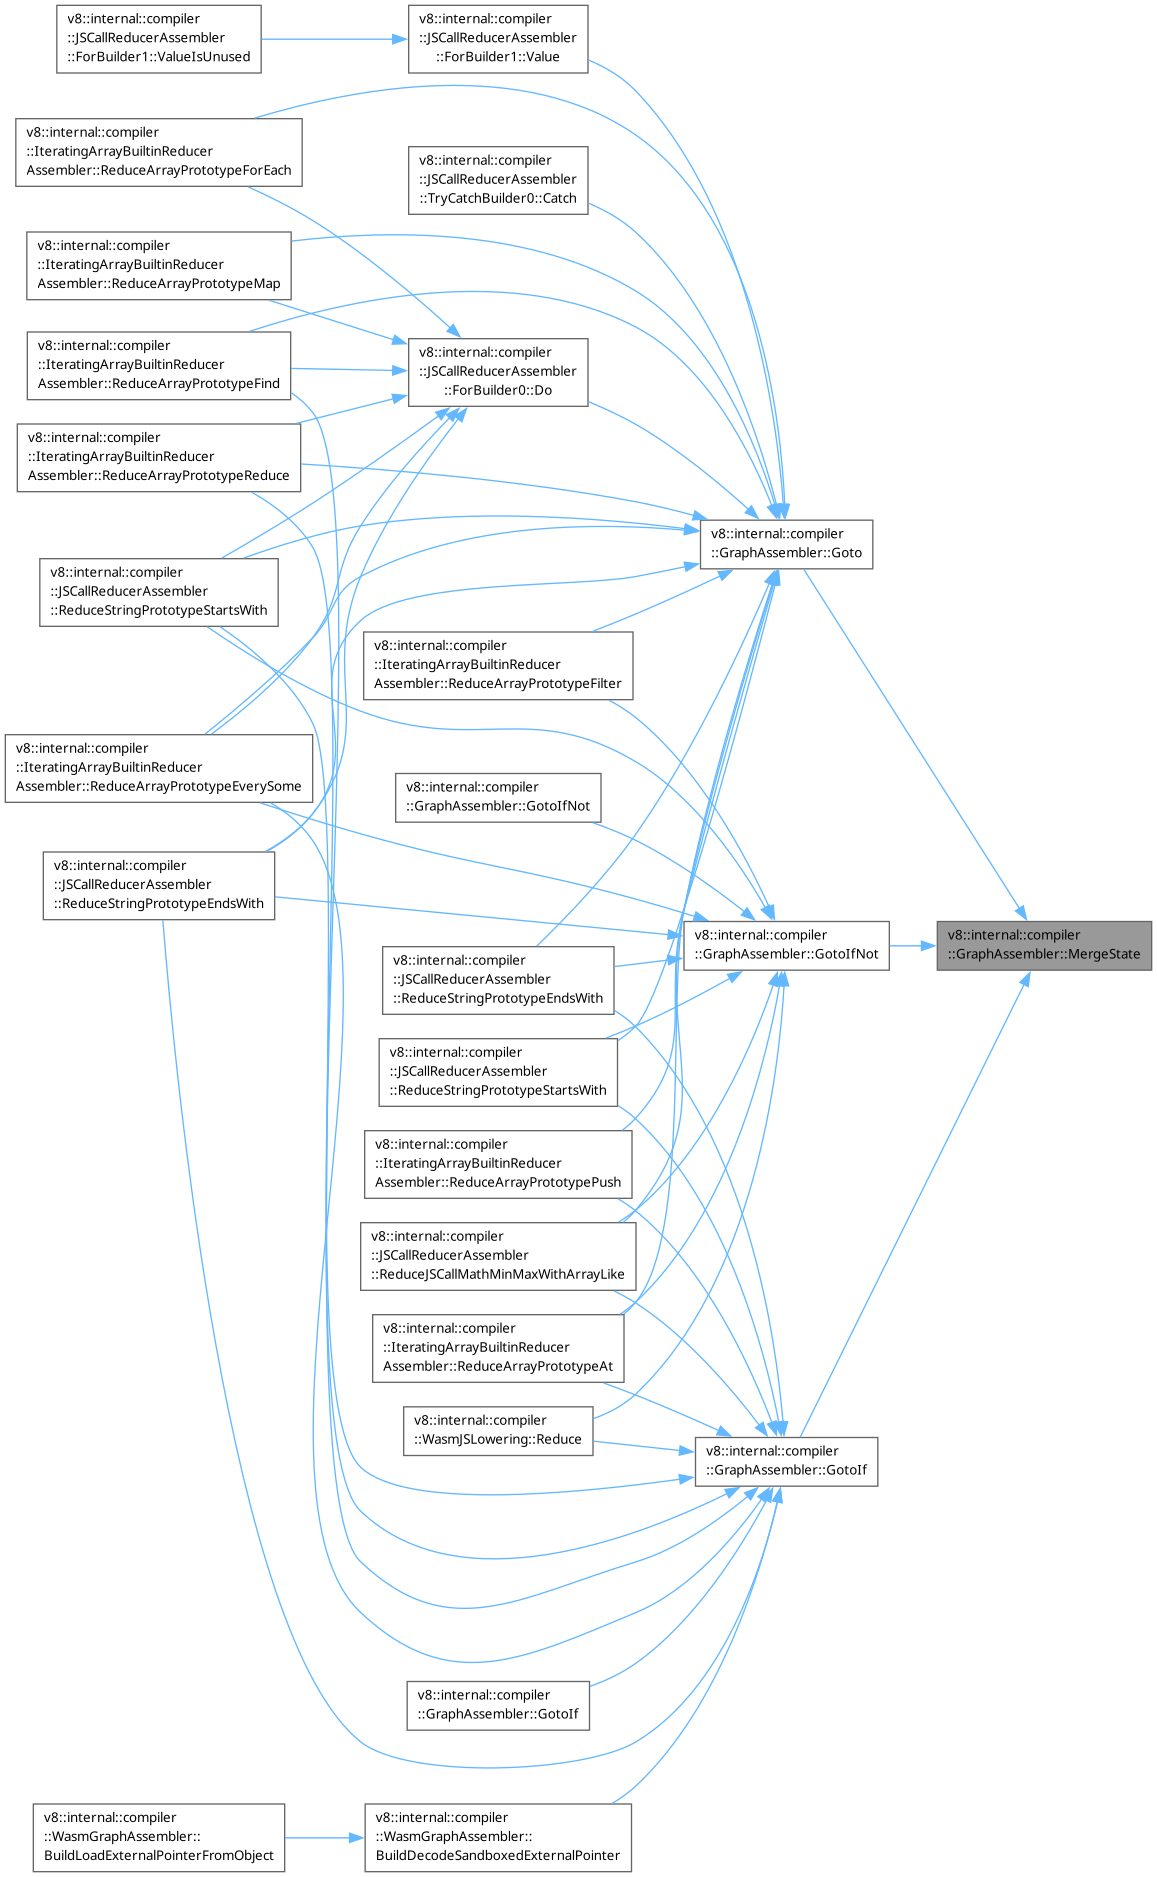 v8::internal::compiler
::JSCallReducerAssembler
::ForBuilder1::ValueIsUnused
v8::internal::compiler
::JSCallReducerAssembler
::ForBuilder1::Value
v8::internal::compiler
::IteratingArrayBuiltinReducer
Assembler::ReduceArrayPrototypeForEach
v8::internal::compiler
::JSCallReducerAssembler
::TryCatchBuilder0::Catch
v8::internal::compiler
::IteratingArrayBuiltinReducer
Assembler::ReduceArrayPrototypeMap
v8::internal::compiler
::IteratingArrayBuiltinReducer
Assembler::ReduceArrayPrototypeFind
v8::internal::compiler
::JSCallReducerAssembler
::ForBuilder0::Do
v8::internal::compiler
::IteratingArrayBuiltinReducer
Assembler::ReduceArrayPrototypeReduce
v8::internal::compiler
::GraphAssembler::Goto
v8::internal::compiler
::JSCallReducerAssembler
::ReduceStringPrototypeStartsWith
v8::internal::compiler
::IteratingArrayBuiltinReducer
Assembler::ReduceArrayPrototypeFilter
v8::internal::compiler
::IteratingArrayBuiltinReducer
Assembler::ReduceArrayPrototypeEverySome
v8::internal::compiler
::GraphAssembler::GotoIfNot
v8::internal::compiler
::JSCallReducerAssembler
::ReduceStringPrototypeEndsWith
v8::internal::compiler
::GraphAssembler::GotoIfNot
v8::internal::compiler
::GraphAssembler::MergeState
v8::internal::compiler
::JSCallReducerAssembler
::ReduceStringPrototypeEndsWith
v8::internal::compiler
::JSCallReducerAssembler
::ReduceStringPrototypeStartsWith
v8::internal::compiler
::IteratingArrayBuiltinReducer
Assembler::ReduceArrayPrototypePush
v8::internal::compiler
::JSCallReducerAssembler
::ReduceJSCallMathMinMaxWithArrayLike
v8::internal::compiler
::IteratingArrayBuiltinReducer
Assembler::ReduceArrayPrototypeAt
v8::internal::compiler
::WasmJSLowering::Reduce
v8::internal::compiler
::GraphAssembler::GotoIf
v8::internal::compiler
::GraphAssembler::GotoIf
v8::internal::compiler
::WasmGraphAssembler::
BuildLoadExternalPointerFromObject
v8::internal::compiler
::WasmGraphAssembler::
BuildDecodeSandboxedExternalPointer